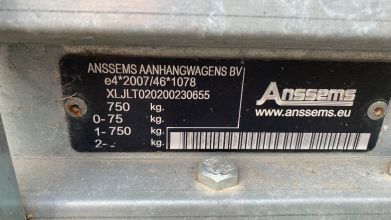 ANSSEMS AANHANGWAGENS BV
e4*2007/46*1078
XLJLT020200230655
750 kg.
0-75 kg.
1-750 kg.
2-- kg.
Anssems
www.anssems.eu